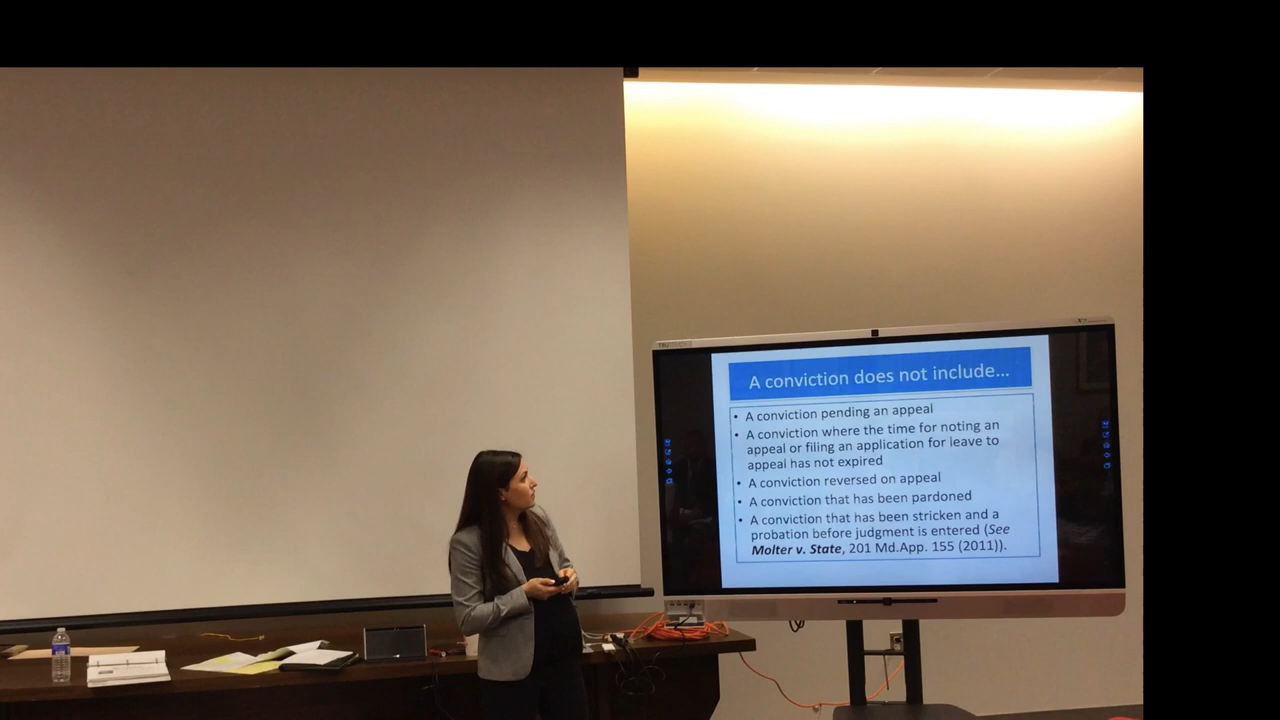 TRU
A conviction does not include...
• A conviction pending an appeal
• A conviction where the time for noting an
appeal or filing an application for leave to
appeal has not expired
• A conviction reversed on appeal
• A conviction that has been pardoned
• A conviction that has been stricken and a
probation before judgment is entered (See
Molter v. State, 201 Md.App. 155 (2011)).